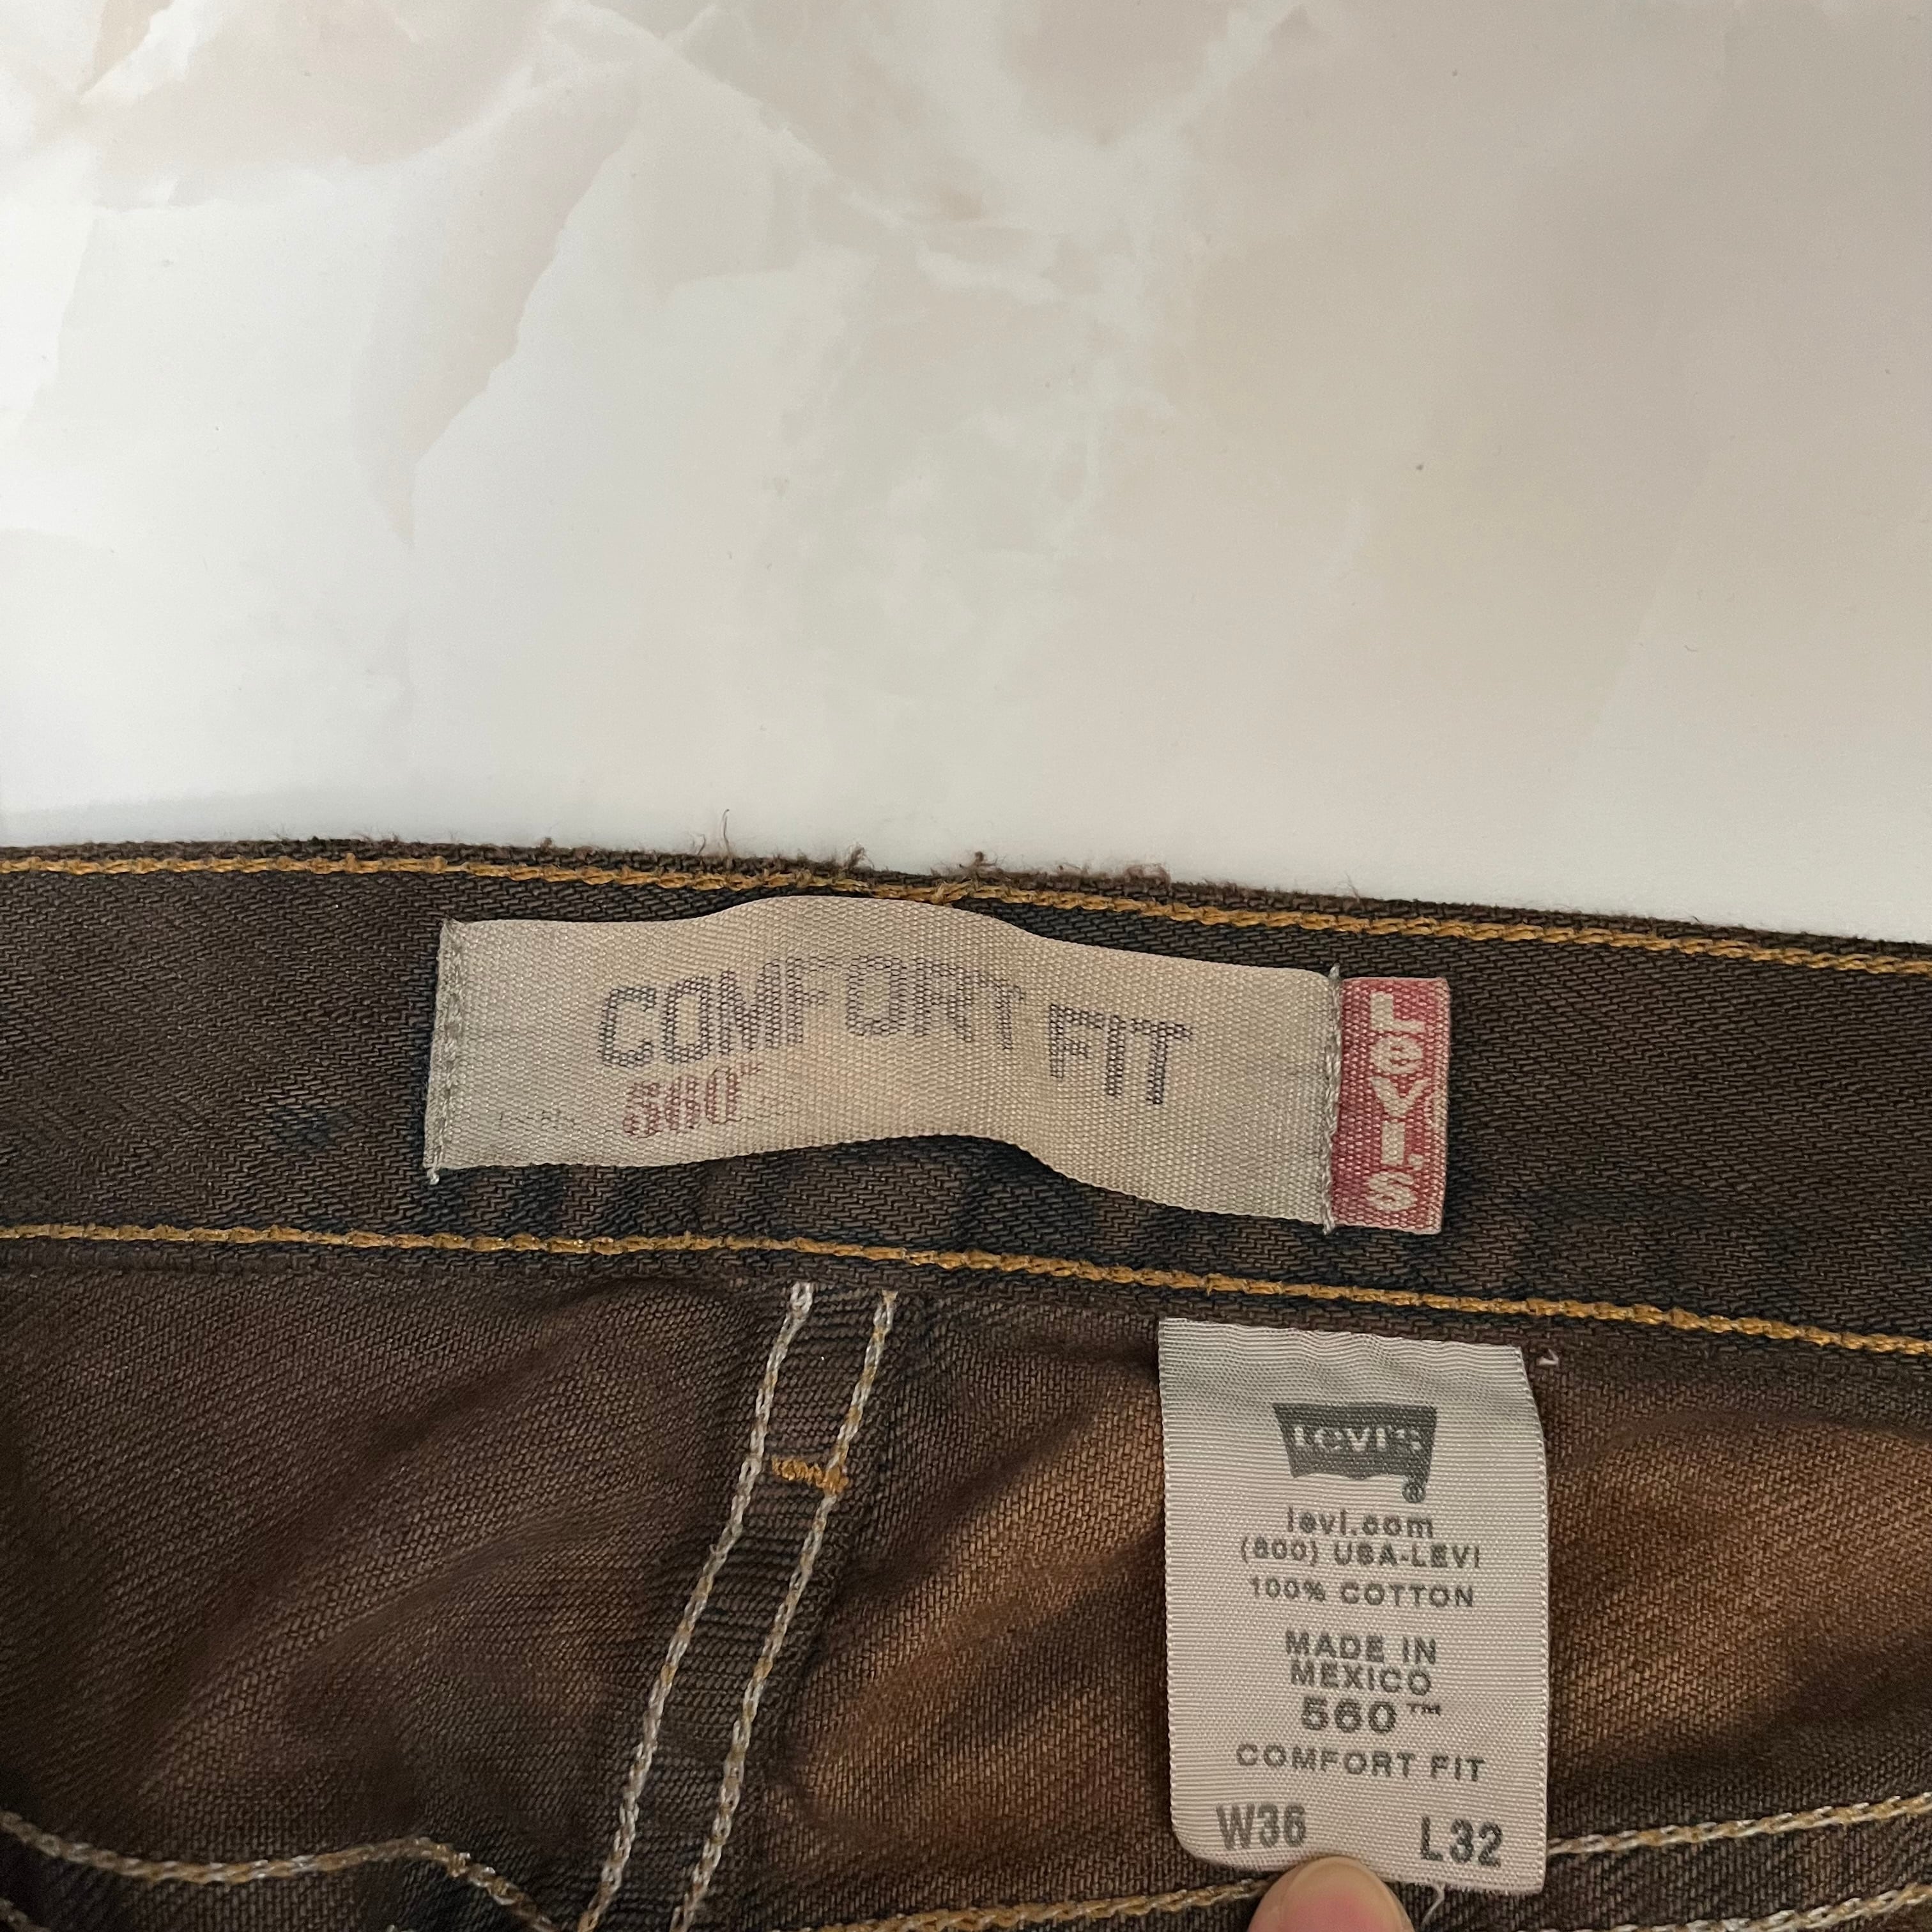 COMFORT FIT
560™
LEVI'S
Levi's®
levi.com
(800) USA-LEVI
100% COTTON
MADE IN
MEXICO
560™
COMFORT FIT
W36 L32